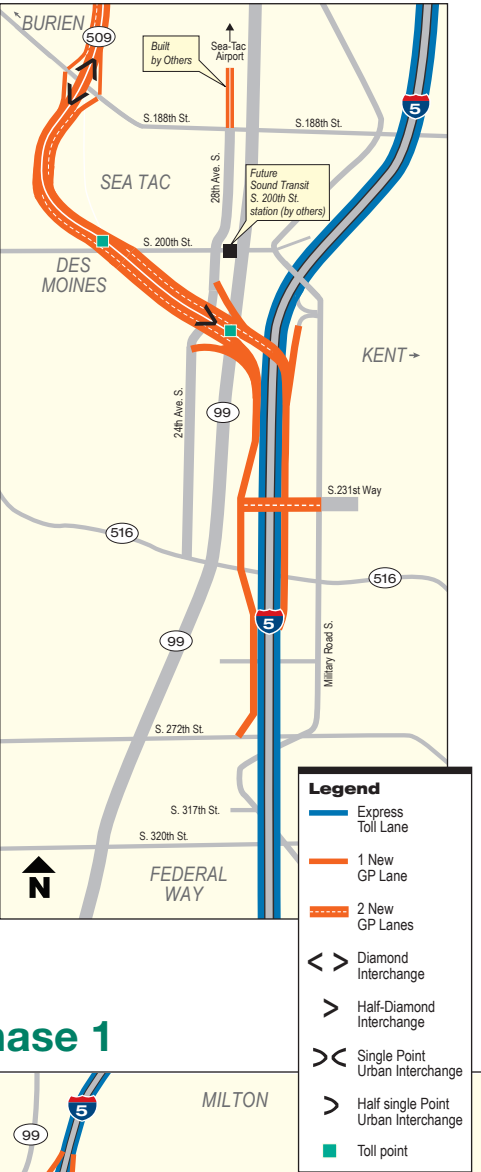 BURIEN
509
Built
by Others
Sea-Tac
Airport
5
S.188th St.
S.188th St.
28th Ave. S.
SEA TAC
Future
Sound Transit
S. 200th St.
station (by others)
S. 200th St.
DES
MOINES
KENT
24th Ave. S.
99
S.231st Way
516
516
5
99
Military Road S.
S. 272th St.
S. 317th St.
S. 320th St.
FEDERAL
WAY
N
Legend
Express
Toll Lane
1 New
GP Lane
2 New
GP Lanes
Diamond
Interchange
Half-Diamond
Interchange
Single Point
Urban Interchange
Half single Point
Urban Interchange
Toll point
hase 1
5
MILTON
99